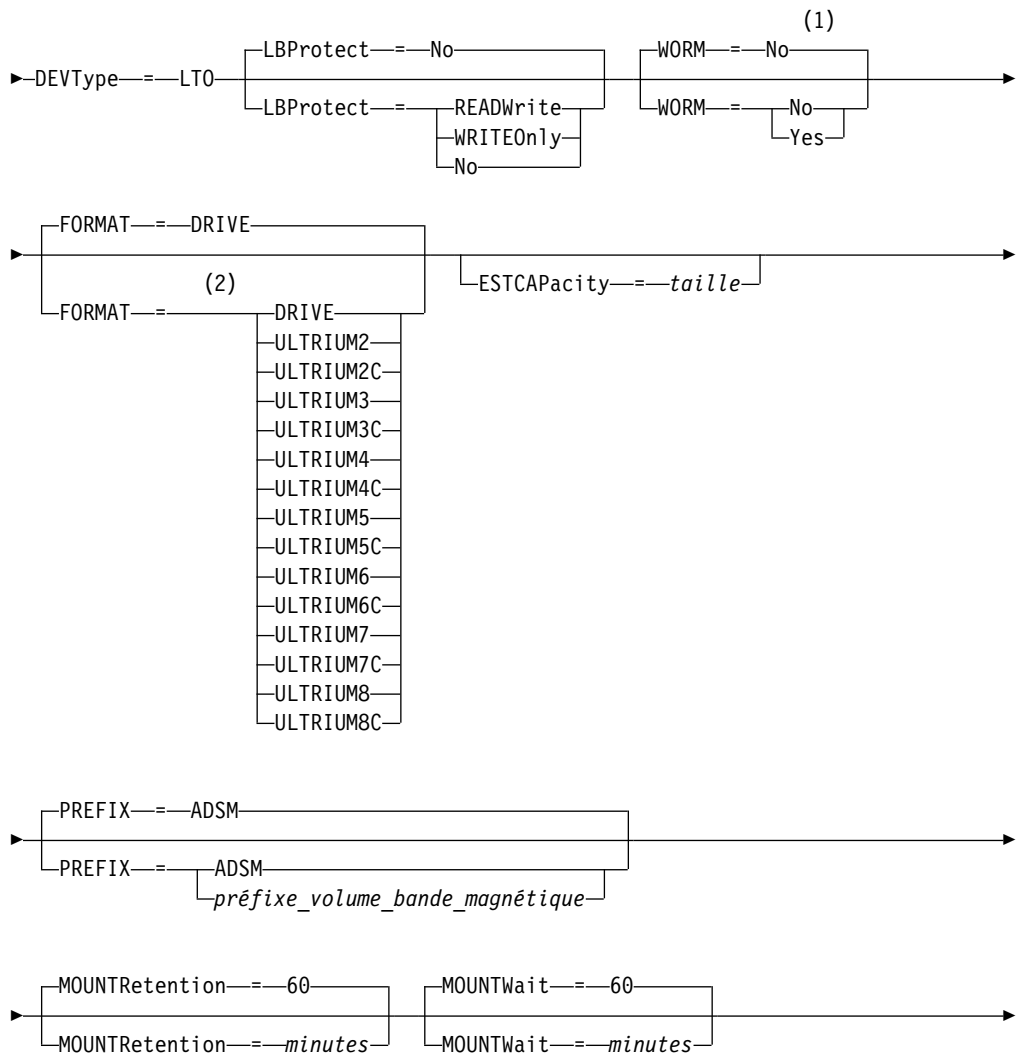 (1)
LBProtect = No WORM = No
DEVType = LTO
LBProtect = READWrite WORM = No
WRITEOnly Yes
No
FORMAT = DRIVE
(2) ESTCAPacity = taille
FORMAT = DRIVE
ULTRIUM2
ULTRIUM2C
ULTRIUM3
ULTRIUM3C
ULTRIUM4
ULTRIUM4C
ULTRIUM5
ULTRIUM5C
ULTRIUM6
ULTRIUM6C
ULTRIUM7
ULTRIUM7C
ULTRIUM8
ULTRIUM8C
PREFIX = ADSM
PREFIX = ADSM
préfixe_volume_bande_magnétique
MOUNTRetention = 60 MOUNTWait = 60
MOUNTRetention = minutes MOUNTWait = minutes